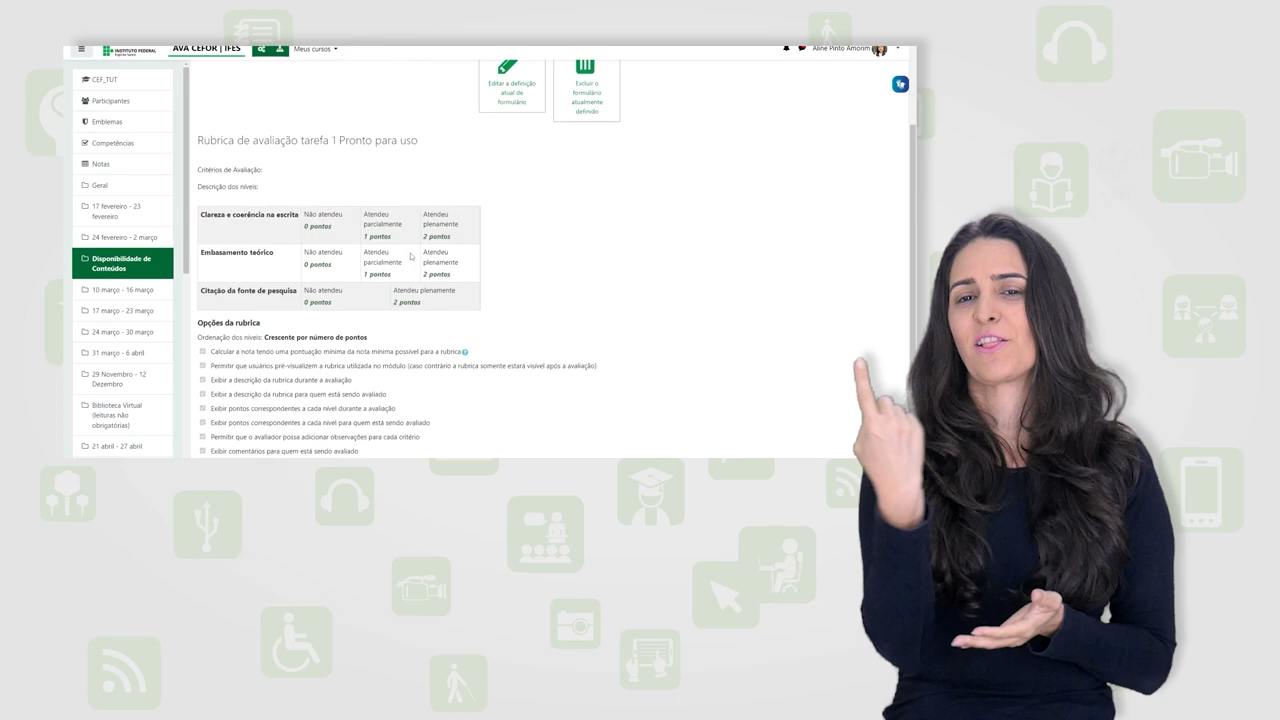 INSTITUTO FEDERAL
Espírito Santo
AVA CEFOR | IFES
Meus cursos
Aline Pinto Amorim
CEF_TUT
Participantes
Emblemas
Competências
Notas
Geral
17 fevereiro - 23
fevereiro
24 fevereiro - 2 março
Disponibilidade de
Conteúdos
10 março - 16 março
17 março - 23 março
24 março - 30 março
31 março - 6 abril
29 Novembro - 12
Dezembro
Biblioteca Virtual
(leituras não
obrigatórias)
21 abril - 27 abril
Editar a definição
atual de
formulário
Excluir o
formulário
atualmente
definido
Rubrica de avaliação tarefa 1 Pronto para uso
Critérios de Avaliação:
Descrição dos níveis:
Clareza e coerência na escrita
Não atendeu
0 pontos
Atendeu
parcialmente
1 pontos
Atendeu
plenamente
2 pontos
Embasamento teórico
Não atendeu
0 pontos
Atendeu
parcialmente
1 pontos
Atendeu
plenamente
2 pontos
Citação da fonte de pesquisa
Não atendeu
0 pontos
Atendeu plenamente
2 pontos
Opções da rubrica
Ordenação dos níveis: Crescente por número de pontos
Calcular a nota tendo uma pontuação mínima da nota mínima possível para a rubrica
Permitir que usuários pré-visualizem a rubrica utilizada no módulo (caso contrário a rubrica somente estará visível após a avaliação)
Exibir a descrição da rubrica durante a avaliação
Exibir a descrição da rubrica para quem está sendo avaliado
Exibir pontos correspondentes a cada nível durante a avaliação
Exibir pontos correspondentes a cada nível para quem está sendo avaliado
Permitir que o avaliador possa adicionar observações para cada critério
Exibir comentários para quem está sendo avaliado